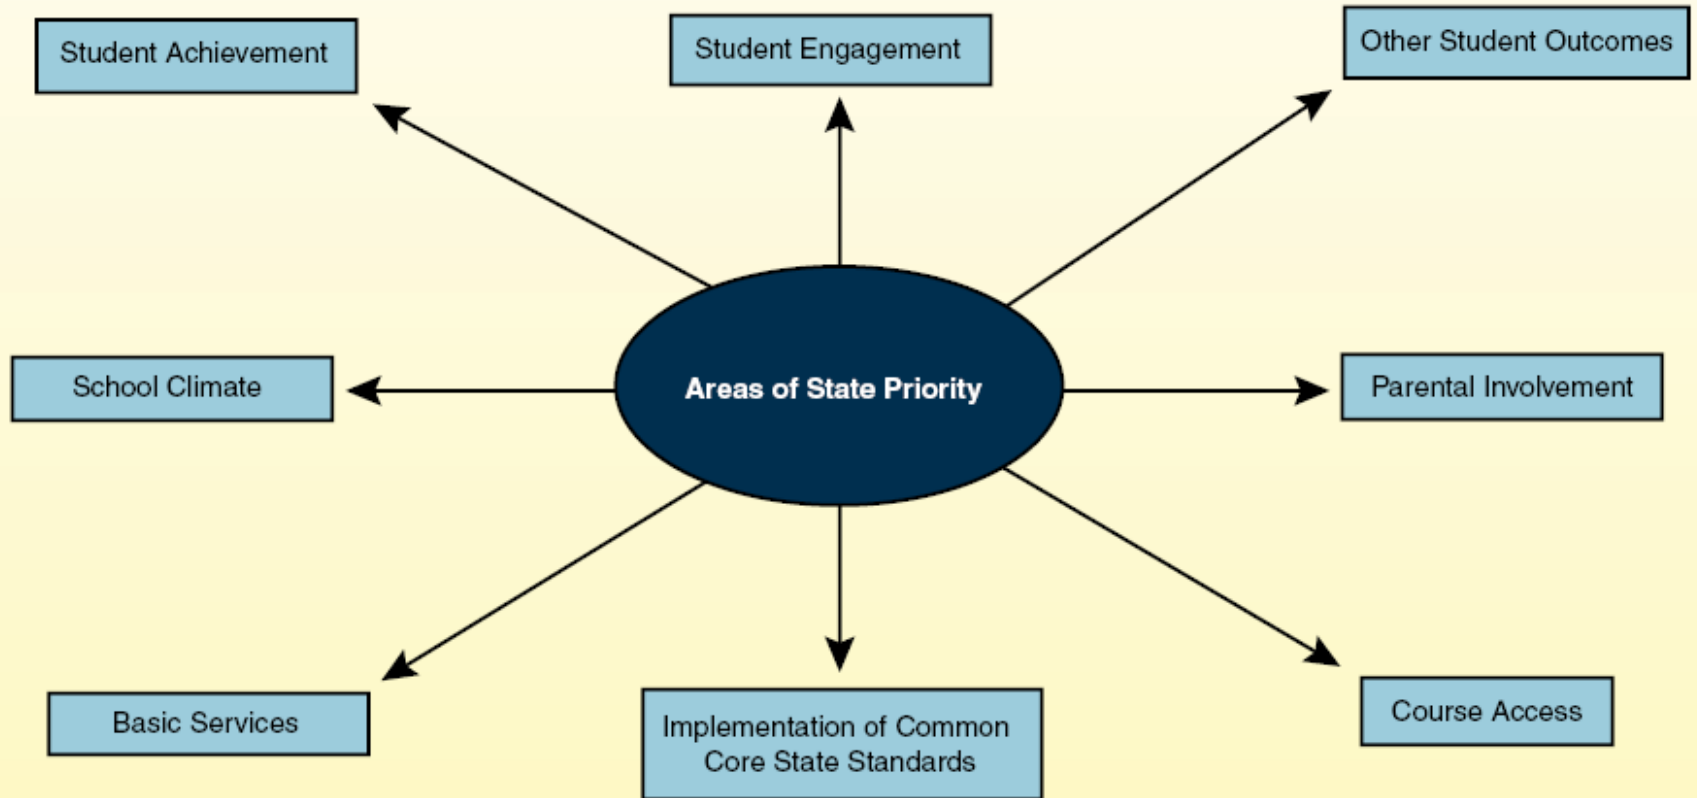 Student Achievement
Student Engagement
Other Student Outcomes
School Climate
Areas of State Priority
Parental Involvement
Basic Services
Implementation of Common
Core State Standards
Course Access